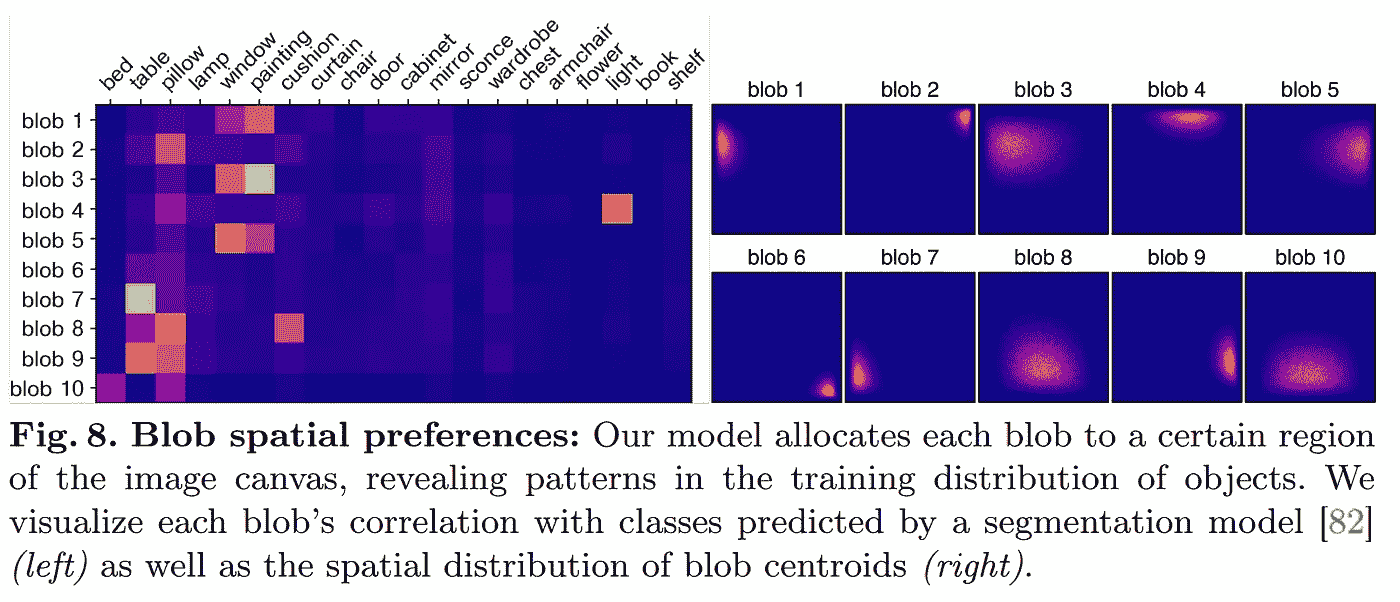 bed table pillow lamp window painting cushion curtain chair door cabinet mirror sconce wardrobe chest armchair flower light book shelf
blob 1
blob 2
blob 3
blob 4
blob 5
blob 6
blob 7
blob 8
blob 9
blob 10
blob 1 blob 2 blob 3 blob 4 blob 5
blob 6 blob 7 blob 8 blob 9 blob 10
Fig. 8. Blob spatial preferences: Our model allocates each blob to a certain region
of the image canvas, revealing patterns in the training distribution of objects. We
visualize each blob's correlation with classes predicted by a segmentation model [82]
(left) as well as the spatial distribution of blob centroids (right).